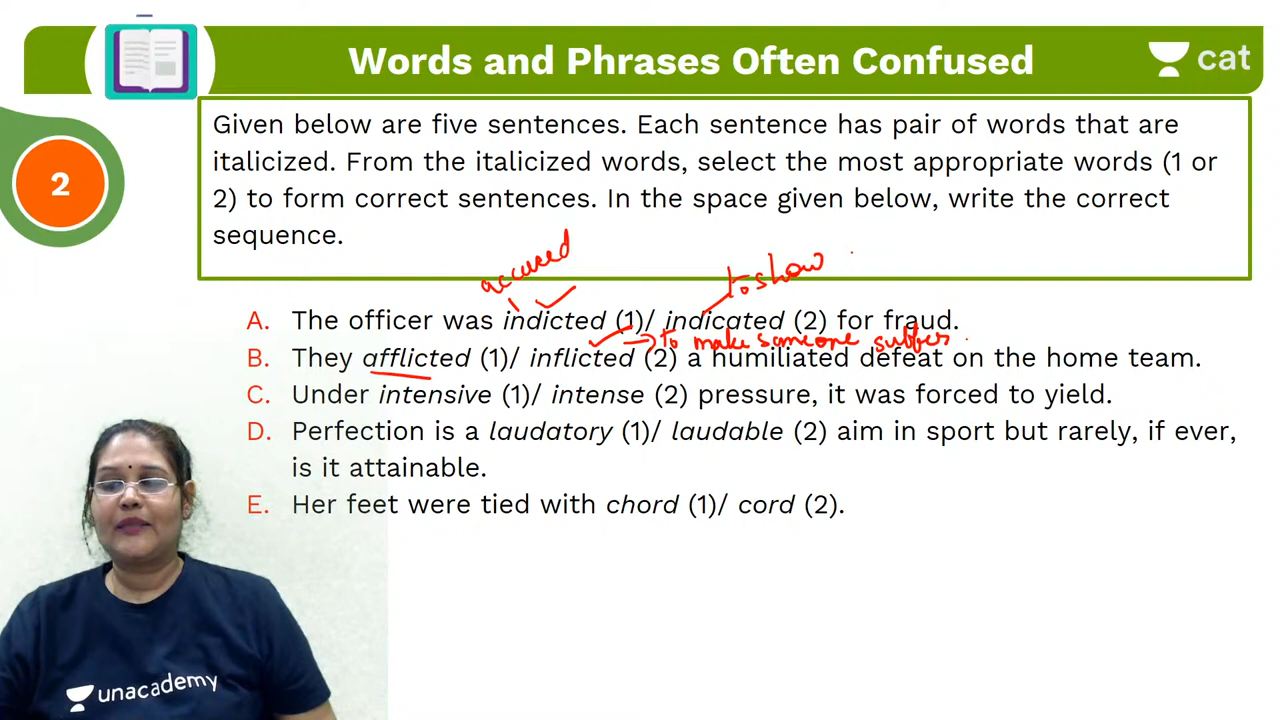 Words and Phrases Often Confused
cat
2
Given below are five sentences. Each sentence has pair of words that are
italicized. From the italicized words, select the most appropriate words (1 or
2) to form correct sentences. In the space given below, write the correct
sequence.
accused
to show
A. The officer was indicted (1)/ indicated (2) for fraud.
to make someone suffer
B. They afflicted (1)/ inflicted (2) a humiliated defeat on the home team.
C. Under intensive (1)/ intense (2) pressure, it was forced to yield.
D. Perfection is a laudatory (1)/ laudable (2) aim in sport but rarely, if ever,
is it attainable.
E. Her feet were tied with chord (1)/ cord (2).
unacademy